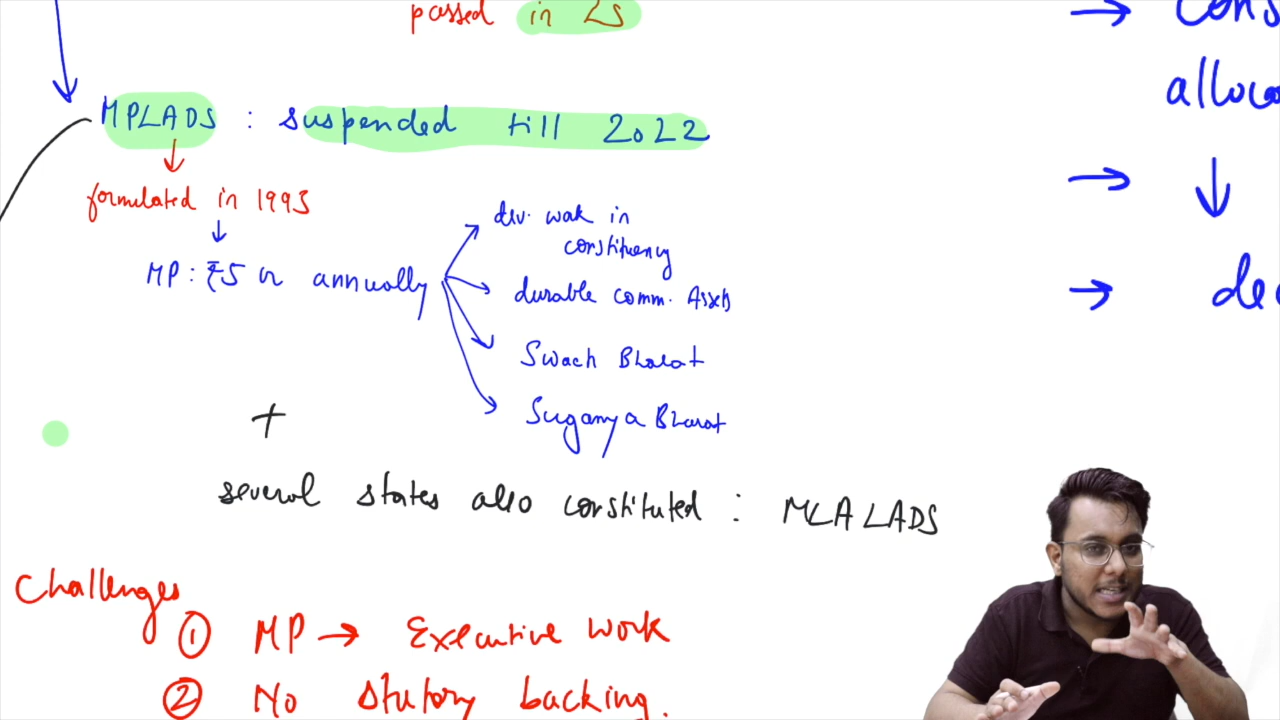 passed in LS
→ Cons
alloca
MPLADS : suspended till 2022
formulated in 1993
MP : ₹5 cr annually
dev. work in
constituency
durable comm. Assets
Swach Bharat
Suganya Bharat
→ ↓
→ dec
+
several states also constituted : MLALADS
Challenges
① MP → Executive work
② No statutory backing.